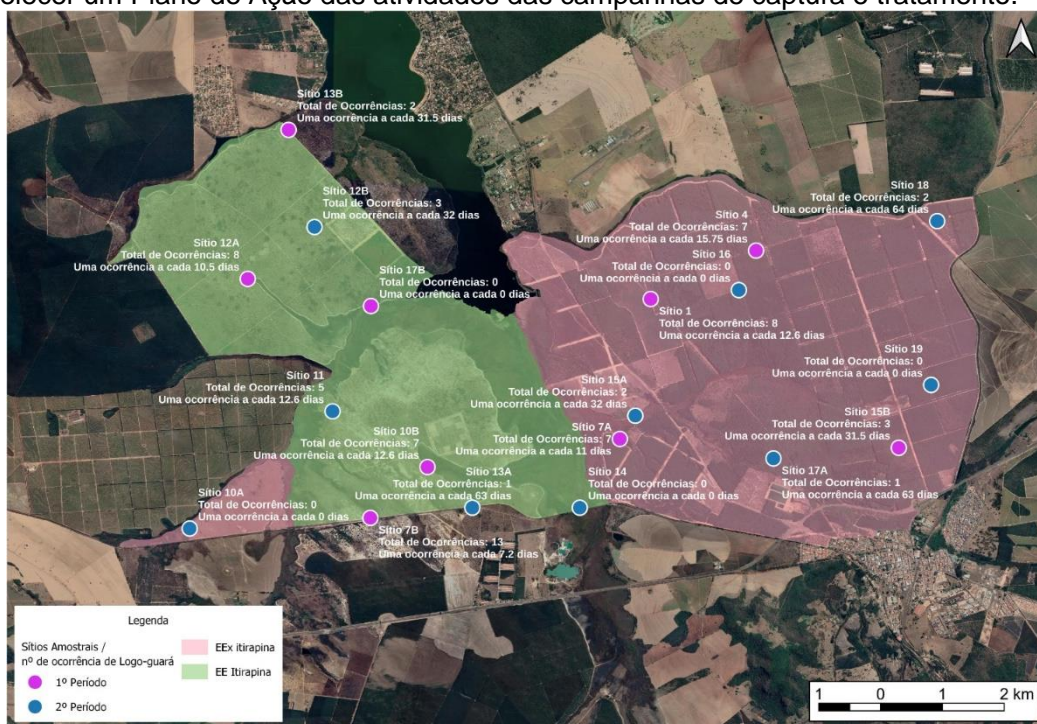 elecer um Plano de Ação das atividades das campanhas de captura e tratamento.
Sítio 13B
Total de Ocorrências: 2
Uma ocorrência a cada 31.5 dias
Sítio 12B
Total de Ocorrências: 3
Uma ocorrência a cada 32 dias
Sítio 18
Total de Ocorrências: 2
Uma ocorrência a cada 64 dias
Sítio 4
Total de Ocorrências: 7
Uma ocorrência a cada 15.75 dias
Sítio 12A
Total de Ocorrências: 8
Uma ocorrência a cada 10.5 dias
Sítio 16
Total de Ocorrências: 0
Uma ocorrência a cada 0 dias
Sítio 17B
Total de Ocorrências: 0
Uma ocorrência a cada 0 dias
Sítio 1
Total de Ocorrências: 8
Uma ocorrência a cada 12.6 dias
Sítio 19
Total de Ocorrências: 0
Uma ocorrência a cada 0 dias
Sítio 11
Total de Ocorrências: 5
Uma ocorrência a cada 12.6 dias
Sítio 15A
Total de Ocorrências: 2
Uma ocorrência a cada 32 dias
Sítio 15B
Total de Ocorrências: 3
Uma ocorrência a cada 31.5 dias
Sítio 7A
Total de Ocorrências: 7
Uma ocorrência a cada 11 dias
Sítio 10B
Total de Ocorrências: 7
Uma ocorrência a cada 12.6 dias
Sítio 13A
Total de Ocorrências: 1
Uma ocorrência a cada 63 dias
Sítio 14
Total de Ocorrências: 0
Uma ocorrência a cada 0 dias
Sítio 17A
Total de Ocorrências: 1
Uma ocorrência a cada 63 dias
Sítio 10A
Total de Ocorrências: 0
Uma ocorrência a cada 0 dias
Sítio 7B
Total de Ocorrências: 13
Uma ocorrência a cada 7.2 dias
Legenda
Sítios Amostrais /
nº de ocorrência de Logo-guará
1º Período
2º Período
EEx itirapina
EE Itirapina
1 0 1 2 km